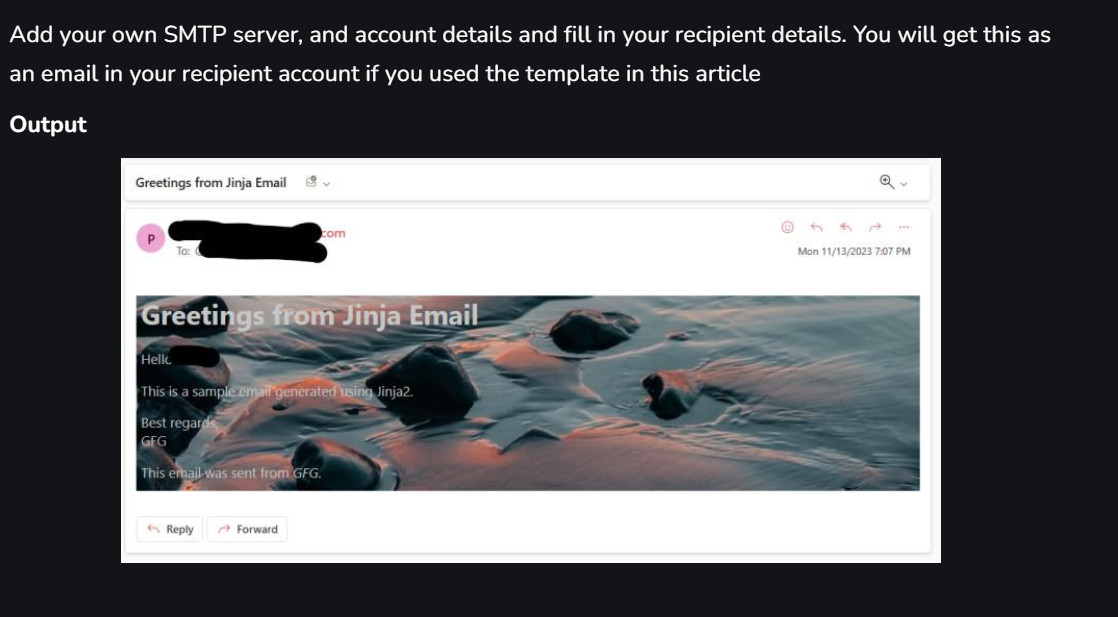 Add your own SMTP server, and account details and fill in your recipient details. You will get this as
an email in your recipient account if you used the template in this article
Output
Greetings from Jinja Email
P
com
To:
Mon 11/13/2023 7:07 PM
Greetings from Jinja Email
Hello
This is a sample email generated using Jinja2.
Best regards,
GFG
This email was sent from GFG.
Reply
Forward